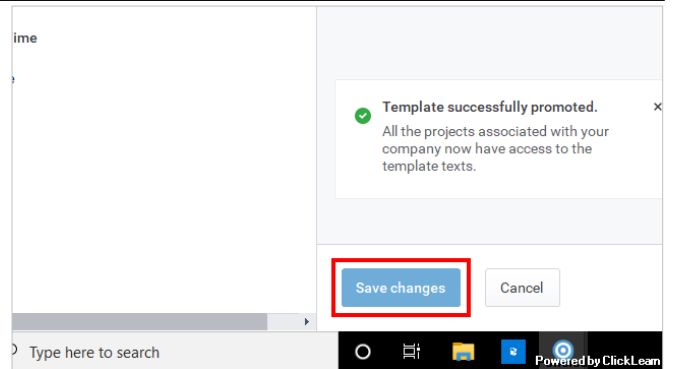 ime
Template successfully promoted.
All the projects associated with your
company now have access to the
template texts.
Save changes
Cancel
Type here to search
Powered by ClickLearn